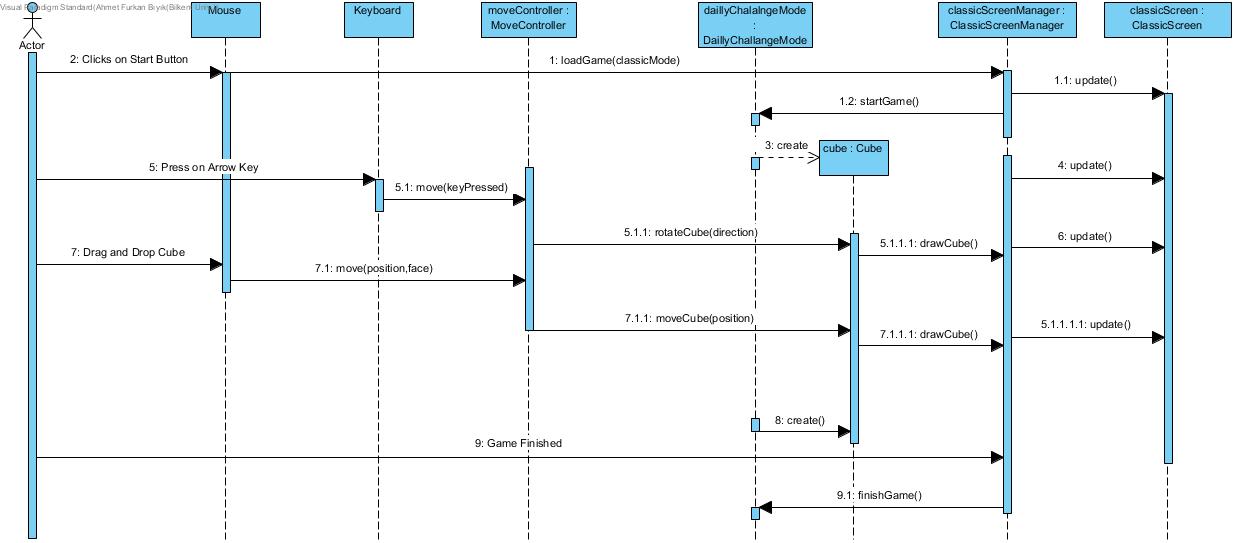 Visual Paradigm Standard(Ahmet Furkan Bıyık(Bilkent Univ.))
Actor
Mouse
Keyboard
moveController :
MoveController
daillyChalalngeMode
:
DaillyChallangeMode
classicScreenManager :
ClassicScreenManager
classicScreen :
ClassicScreen
2: Clicks on Start Button
1: loadGame(classicMode)
1.1: update()
1.2: startGame()
3: create
cube : Cube
5: Press on Arrow Key
4: update()
5.1: move(keyPressed)
5.1.1: rotateCube(direction)
5.1.1.1: drawCube()
6: update()
7: Drag and Drop Cube
7.1: move(position,face)
7.1.1: moveCube(position)
7.1.1.1: drawCube()
5.1.1.1.1: update()
8: create()
9: Game Finished
9.1: finishGame()